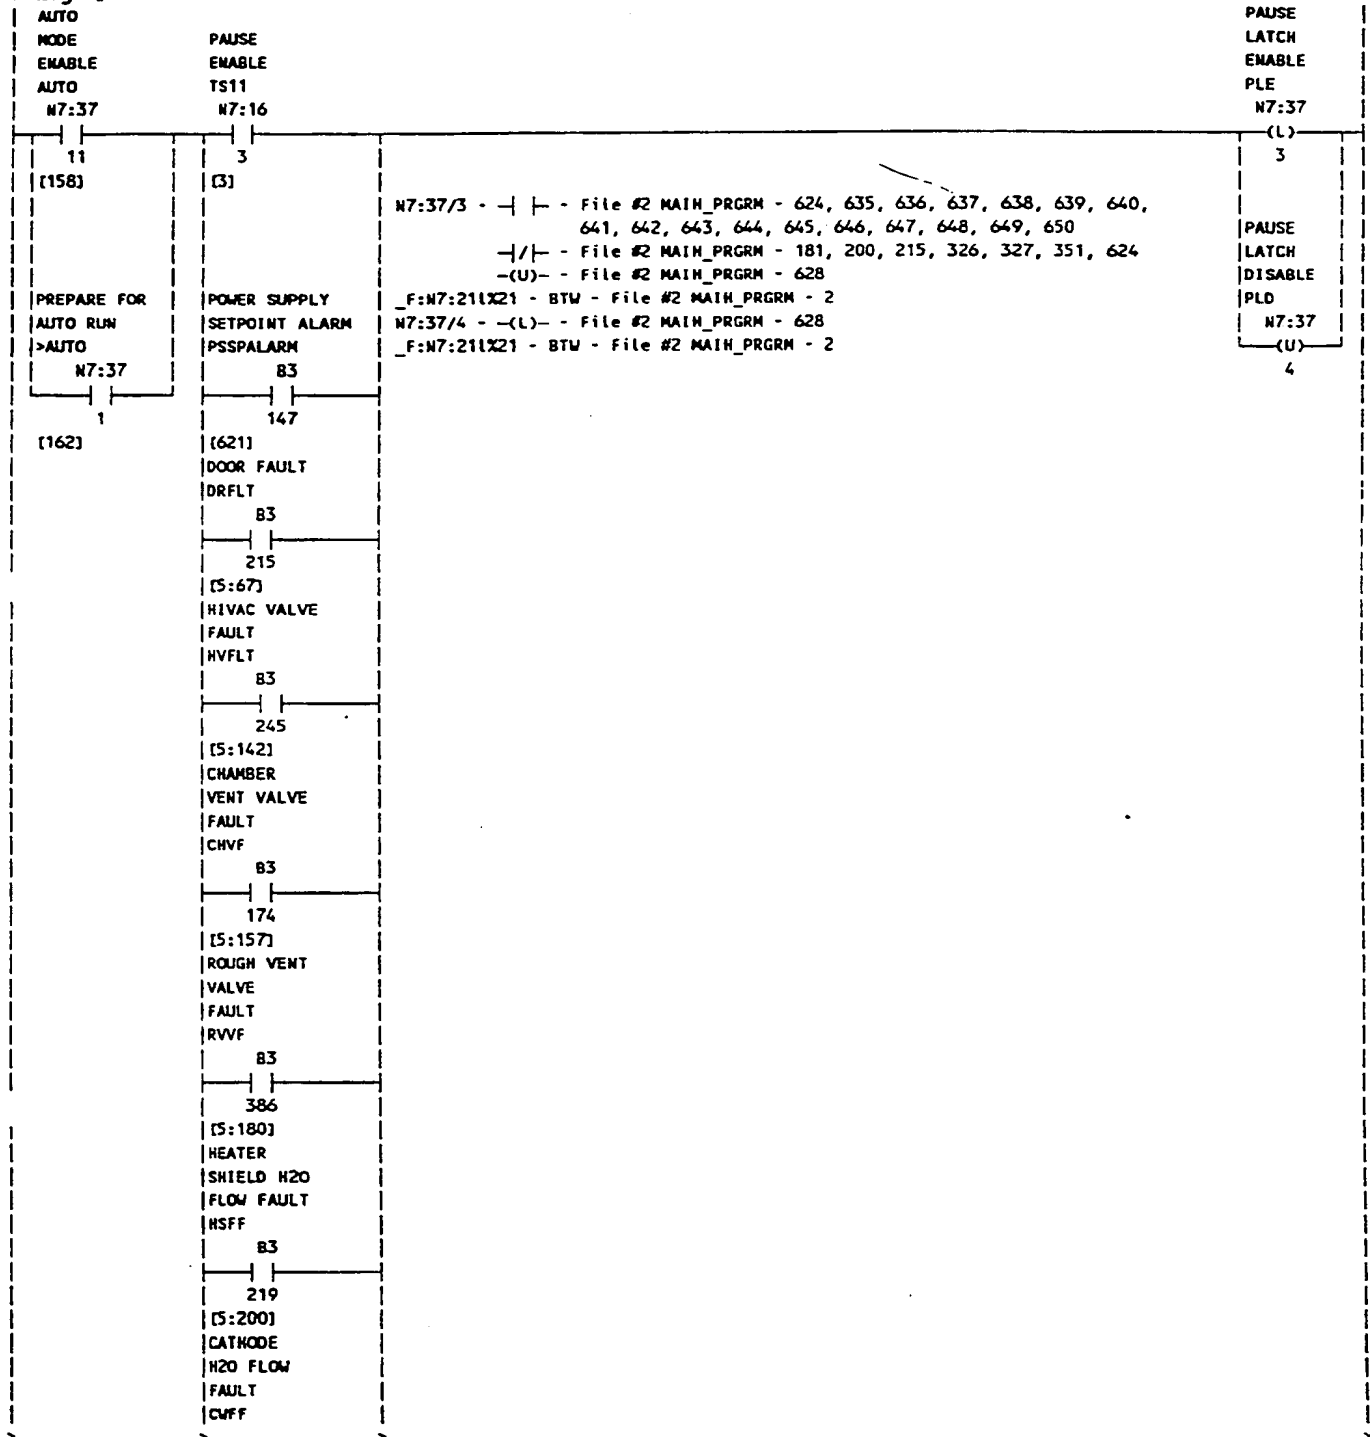 AUTO
MODE
ENABLE
AUTO
N7:37
11
[158]
PAUSE
ENABLE
TS11
N7:16
3
[3]
PAUSE
LATCH
ENABLE
PLE
N7:37
(L)
3
N7:37/3 - -| |- - File #2 MAIN_PRGRM - 624, 635, 636, 637, 638, 639, 640,
641, 642, 643, 644, 645, 646, 647, 648, 649, 650
-|/|- - File #2 MAIN_PRGRM - 181, 200, 215, 326, 327, 351, 624
-(U)- - File #2 MAIN_PRGRM - 628
_F:N7:211%21 - BTW - File #2 MAIN_PRGRM - 2
N7:37/4 - -(L)- - File #2 MAIN_PRGRM - 628
_F:N7:211%21 - BTW - File #2 MAIN_PRGRM - 2
PAUSE
LATCH
DISABLE
PLD
N7:37
(U)
4
PREPARE FOR
AUTO RUN
>AUTO
N7:37
1
[162]
POWER SUPPLY
SETPOINT ALARM
PSSPALARM
B3
147
[621]
DOOR FAULT
DRFLT
B3
215
[5:67]
HIVAC VALVE
FAULT
HVFLT
B3
245
[5:142]
CHAMBER
VENT VALVE
FAULT
CHVF
B3
174
[5:157]
ROUGH VENT
VALVE
FAULT
RVVF
B3
386
[5:180]
HEATER
SHIELD H2O
FLOW FAULT
HSFF
B3
219
[5:200]
CATHODE
H2O FLOW
FAULT
CWFF